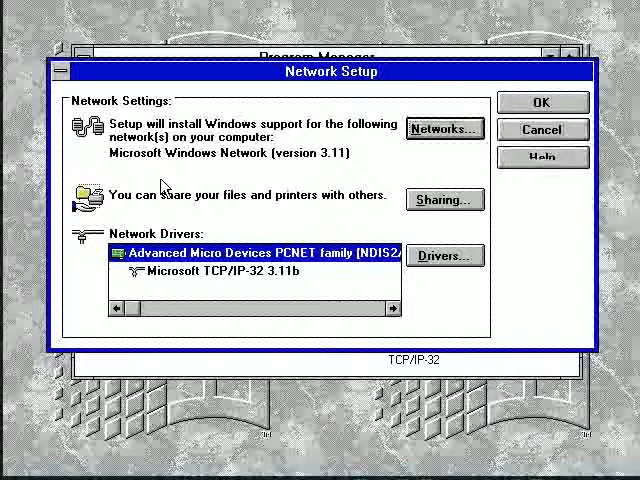 Program Manager
Network Setup
Network Settings:
Setup will install Windows support for the following
network(s) on your computer:
Microsoft Windows Network (version 3.11)
Networks...
OK
Cancel
Help
You can share your files and printers with others.
Sharing...
Network Drivers:
Advanced Micro Devices PCNET family [NDIS2/
Microsoft TCP/IP-32 3.11b
Drivers...
TCP/IP-32